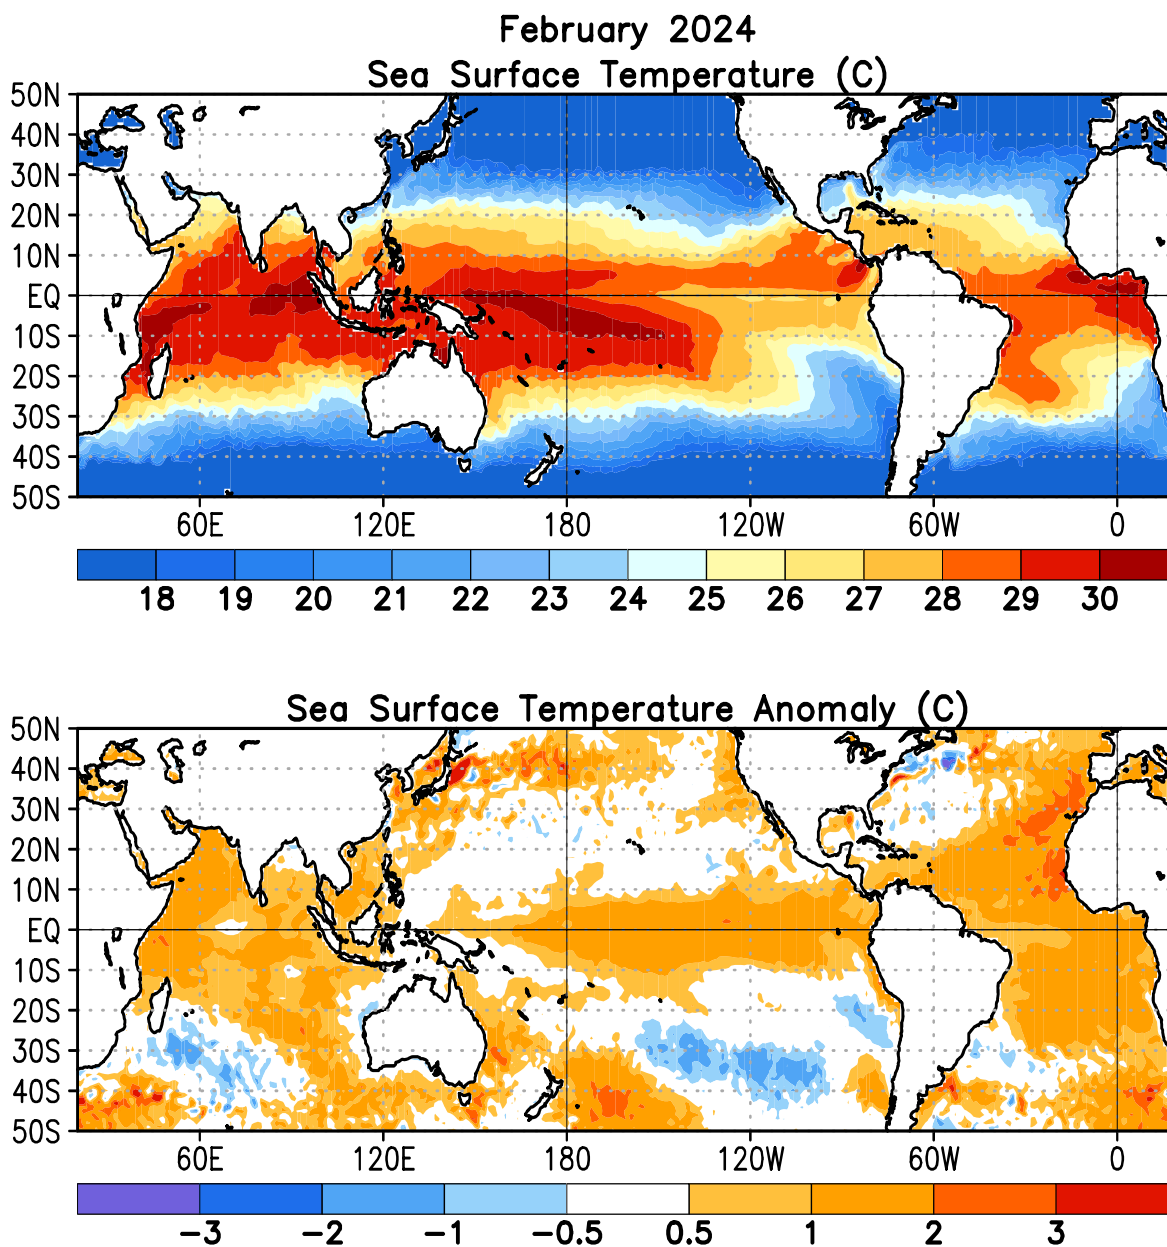 February 2024
Sea Surface Temperature (C)
50N
40N
30N
20N
10N
EQ
10S
20S
30S
40S
50S
60E 120E 180 120W 60W 0
18 19 20 21 22 23 24 25 26 27 28 29 30
Sea Surface Temperature Anomaly (C)
50N
40N
30N
20N
10N
EQ
10S
20S
30S
40S
50S
60E 120E 180 120W 60W 0
−3 −2 −1 −0.5 0.5 1 2 3